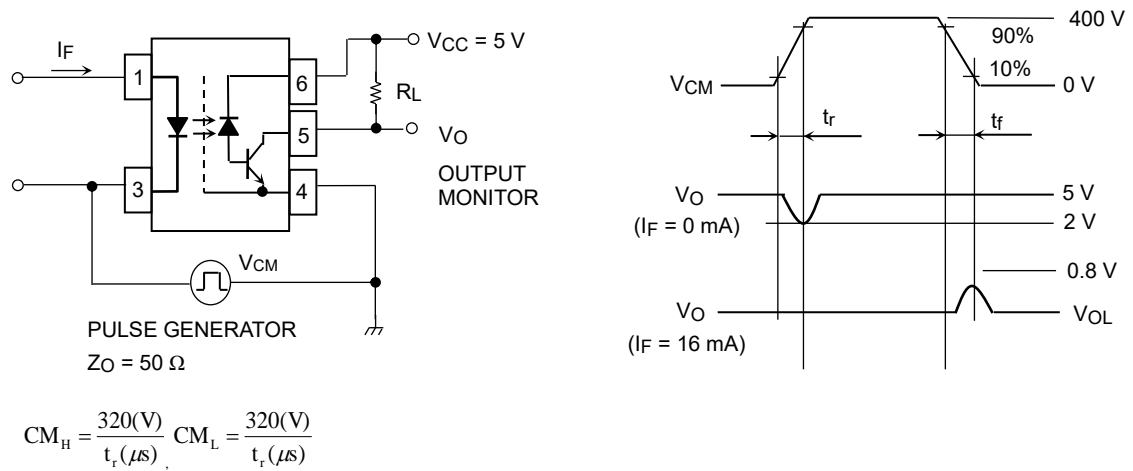 IF
1
3
6
5
4
VCC = 5 V
RL
VO
OUTPUT
MONITOR
VCM
PULSE GENERATOR
ZO = 50 Ω
CMH = 320(V) / tr(μs) , CML = 320(V) / tr(μs)
400 V
90%
10%
VCM
0 V
tr
tf
VO
5 V
(IF = 0 mA)
2 V
0.8 V
VO
VOL
(IF = 16 mA)